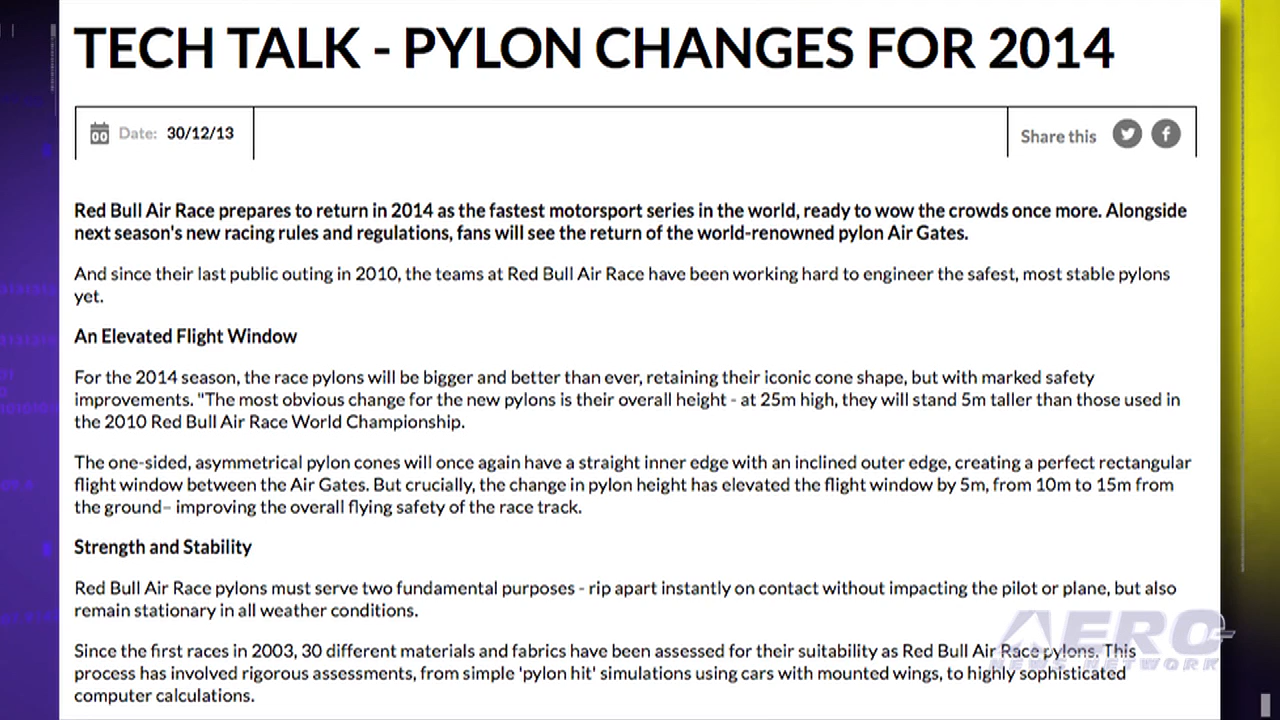 TECH TALK - PYLON CHANGES FOR 2014
00 Date: 30/12/13
Share this
Red Bull Air Race prepares to return in 2014 as the fastest motorsport series in the world, ready to wow the crowds once more. Alongside
next season's new racing rules and regulations, fans will see the return of the world-renowned pylon Air Gates.
And since their last public outing in 2010, the teams at Red Bull Air Race have been working hard to engineer the safest, most stable pylons
yet.
An Elevated Flight Window
For the 2014 season, the race pylons will be bigger and better than ever, retaining their iconic cone shape, but with marked safety
improvements. "The most obvious change for the new pylons is their overall height - at 25m high, they will stand 5m taller than those used in
the 2010 Red Bull Air Race World Championship.
The one-sided, asymmetrical pylon cones will once again have a straight inner edge with an inclined outer edge, creating a perfect rectangular
flight window between the Air Gates. But crucially, the change in pylon height has elevated the flight window by 5m, from 10m to 15m from
the ground– improving the overall flying safety of the race track.
Strength and Stability
Red Bull Air Race pylons must serve two fundamental purposes - rip apart instantly on contact without impacting the pilot or plane, but also
remain stationary in all weather conditions.
Since the first races in 2003, 30 different materials and fabrics have been assessed for their suitability as Red Bull Air Race pylons. This
process has involved rigorous assessments, from simple 'pylon hit' simulations using cars with mounted wings, to highly sophisticated
computer calculations.
AERO
NEWS NETWORK